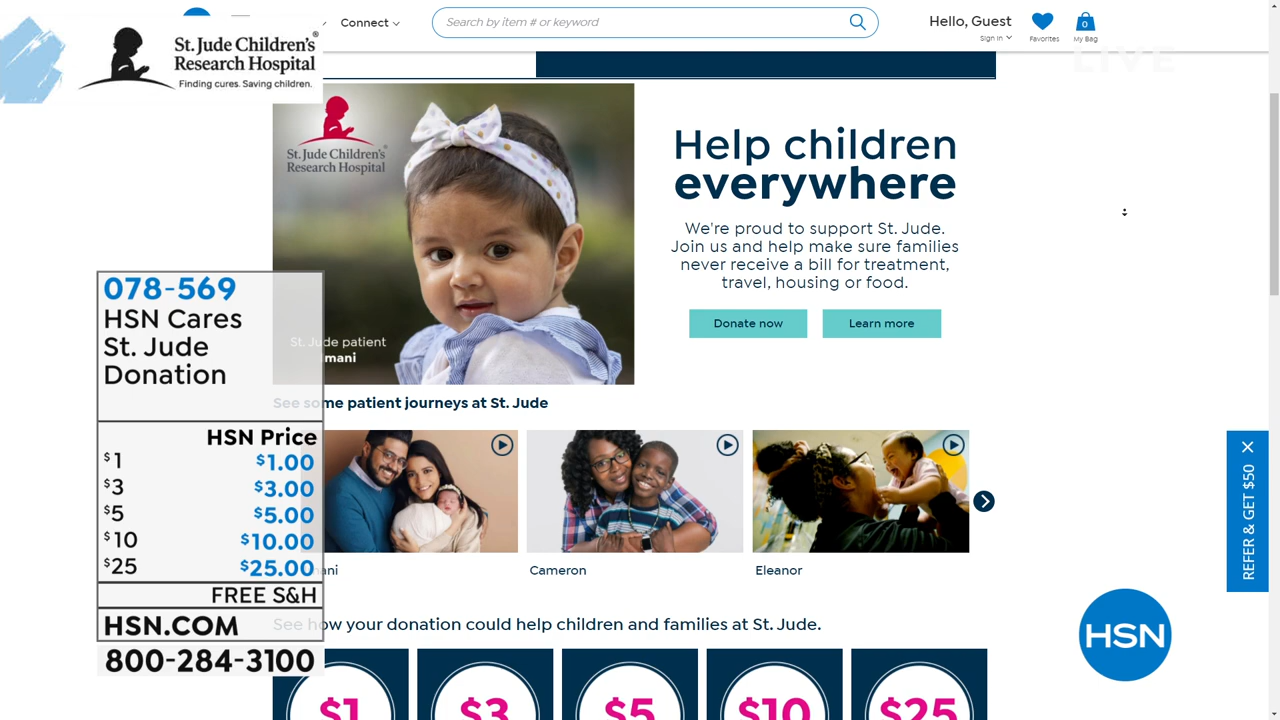 St. Jude Children's®
Research Hospital
Finding cures. Saving children.
Connect
Search by item # or keyword
Hello, Guest
Sign In
Favorites
0
My Bag
LIVE
St. Jude Children's®
Research Hospital
St. Jude patient
mani
Help children
everywhere
We're proud to support St. Jude.
Join us and help make sure families
never receive a bill for treatment,
travel, housing or food.
Donate now
Learn more
See some patient journeys at St. Jude
Cameron
Eleanor
See how your donation could help children and families at St. Jude.
$1
$3
$5
$10
$25
078-569
HSN Cares
St. Jude
Donation
HSN Price
$1 $1.00
$3 $3.00
$5 $5.00
$10 $10.00
$25 $25.00
FREE S&H
HSN.COM
800-284-3100
REFER & GET $50
HSN